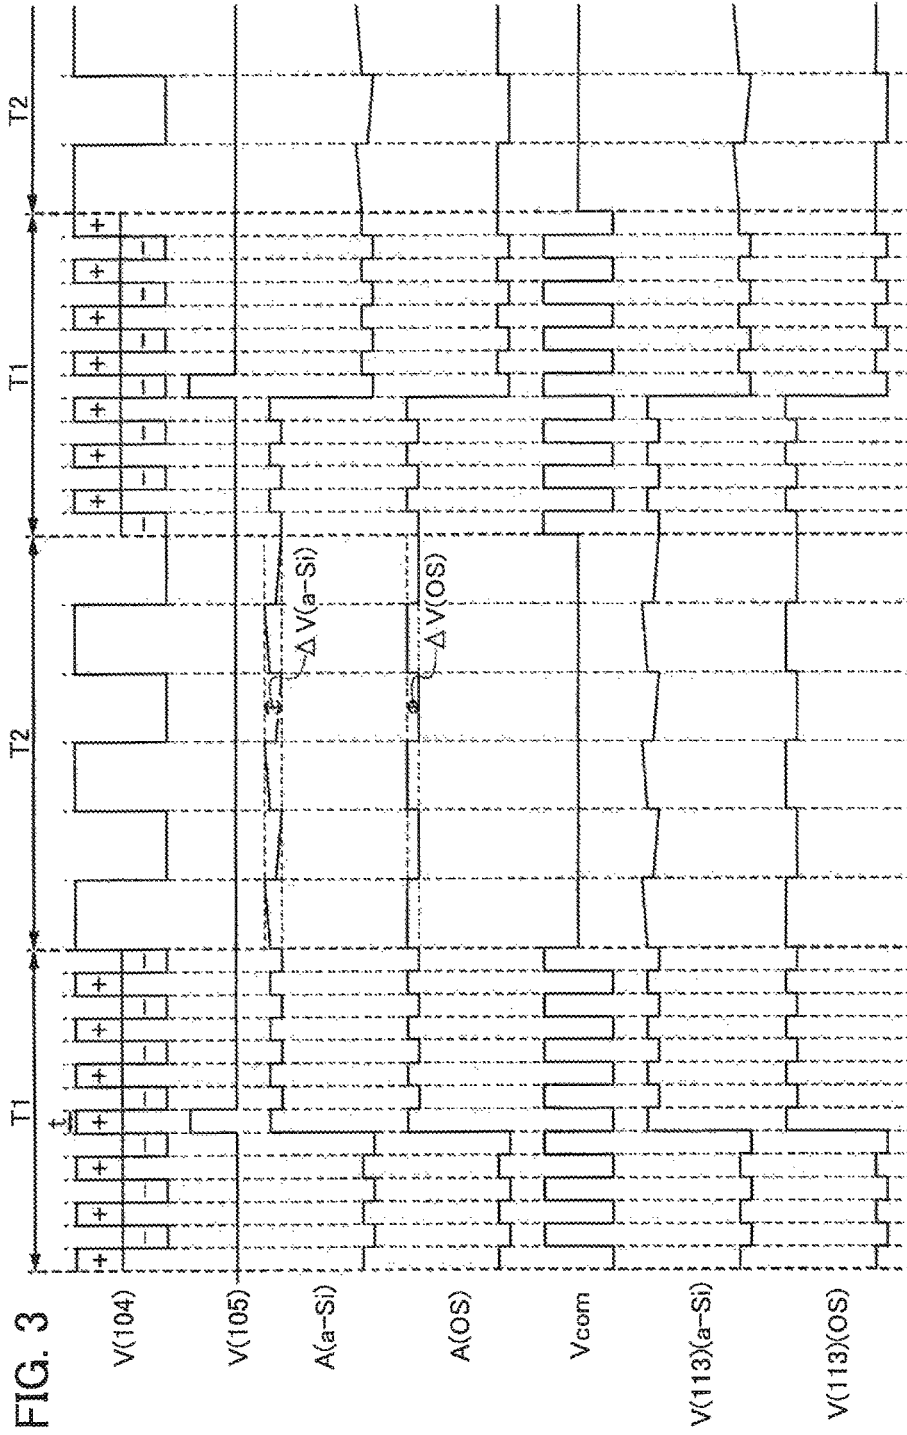 FIG. 3
T1 T2 T1 T2
t
V(104) + − + − + − + − + − + − + − − + − + − + − + − + − + − +
V(105)
A(a-Si) ΔV(a-Si)
A(OS) ΔV(OS)
Vcom
V(113)(a-Si)
V(113)(OS)